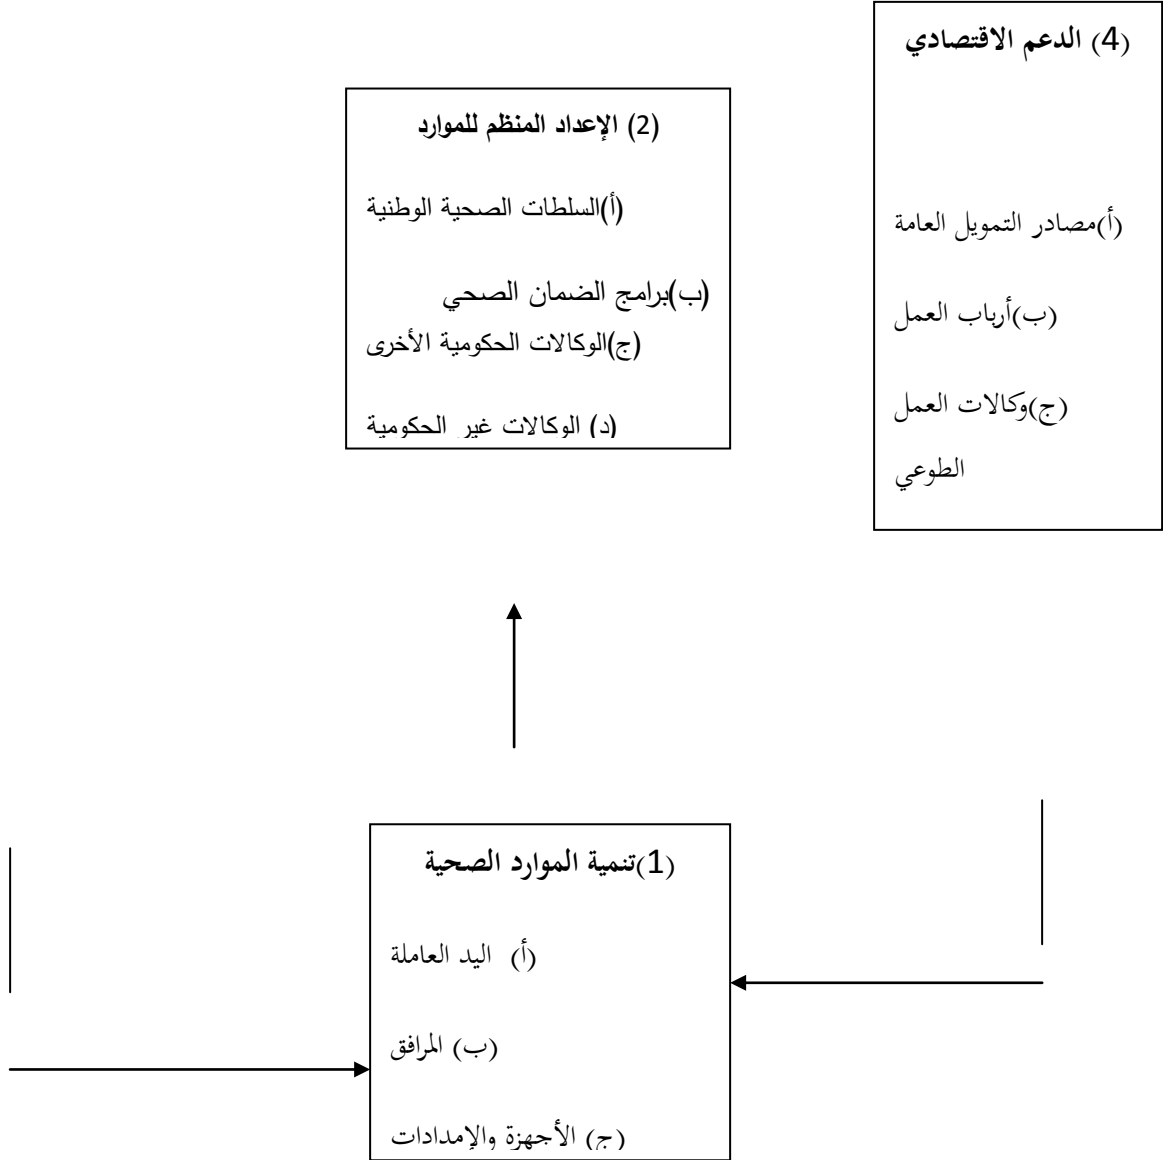 (4) الدعم الاقتصادي
(أ)مصادر التمويل العامة
(ب)أرباب العمل
(ج)وكالات العمل
الطوعي
(2) الإعداد المنظم للموارد
(أ)السلطات الصحية الوطنية
(ب)برامج الضمان الصحي
(ج)الوكالات الحكومية الأخرى
(د) الوكالات غير الحكومية
(1)تنمية الموارد الصحية
(أ) اليد العاملة
(ب) المرافق
(ج) الأجهزة والإمدادات